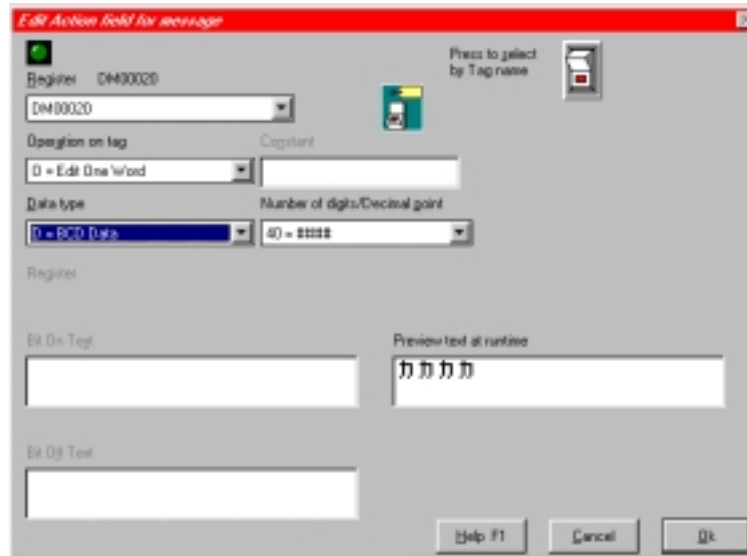 Edit Action field for message
Press to select
by Tag name
Register DM00020
DM00020
Operation on tag
Constant
0 = Edit One Word
Data type
Number of digits/Decimal point
0 = BCD Data
40 = ####
Register
Bit On Text
Preview text at runtime
カカカカ
Bit Off Text
Help F1
Cancel
Ok